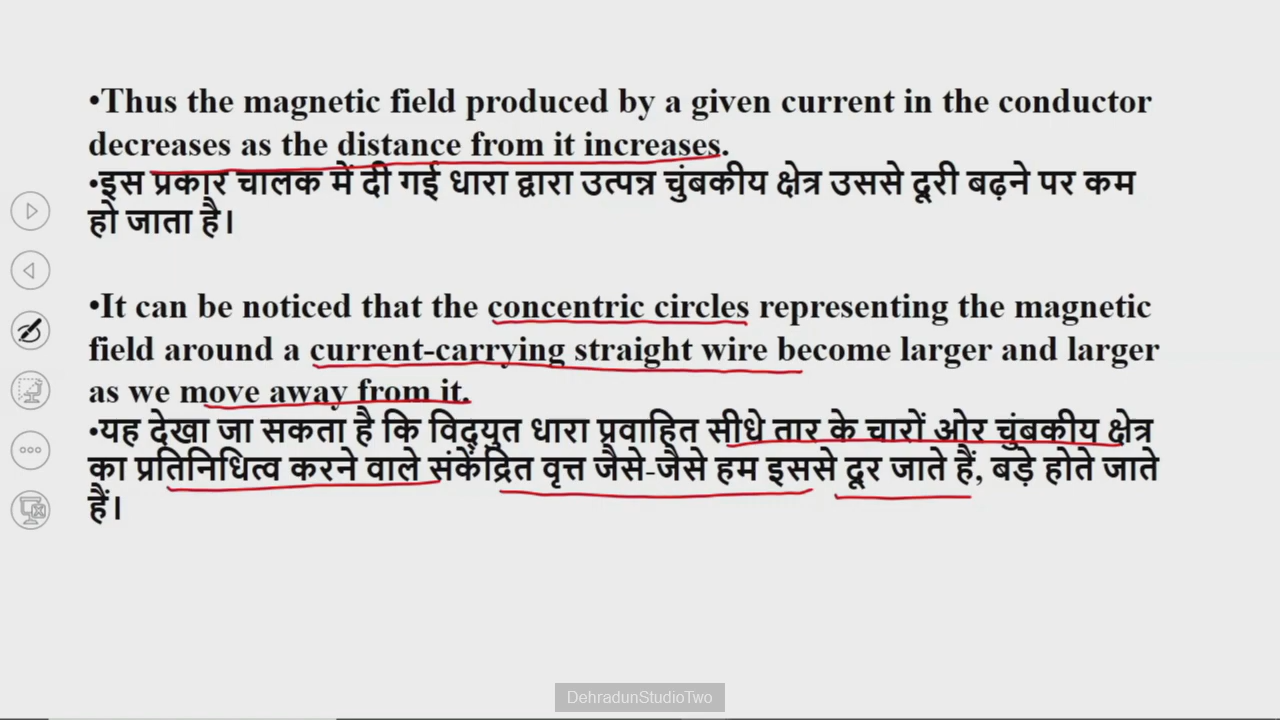 •Thus the magnetic field produced by a given current in the conductor
decreases as the distance from it increases.
•इस प्रकार चालक में दी गई धारा द्वारा उत्पन्न चुंबकीय क्षेत्र उससे दूरी बढ़ने पर कम
हो जाता है।
•It can be noticed that the concentric circles representing the magnetic
field around a current-carrying straight wire become larger and larger
as we move away from it.
•यह देखा जा सकता है कि विद्युत धारा प्रवाहित सीधे तार के चारों ओर चुंबकीय क्षेत्र
का प्रतिनिधित्व करने वाले संकेंद्रित वृत्त जैसे-जैसे हम इससे दूर जाते हैं, बड़े होते जाते
हैं।
DehradunStudioTwo